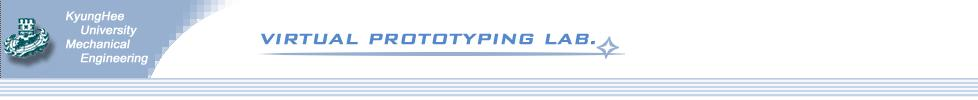 KyungHee
University
Mechanical
Engineering
VIRTUAL PROTOTYPING LAB.